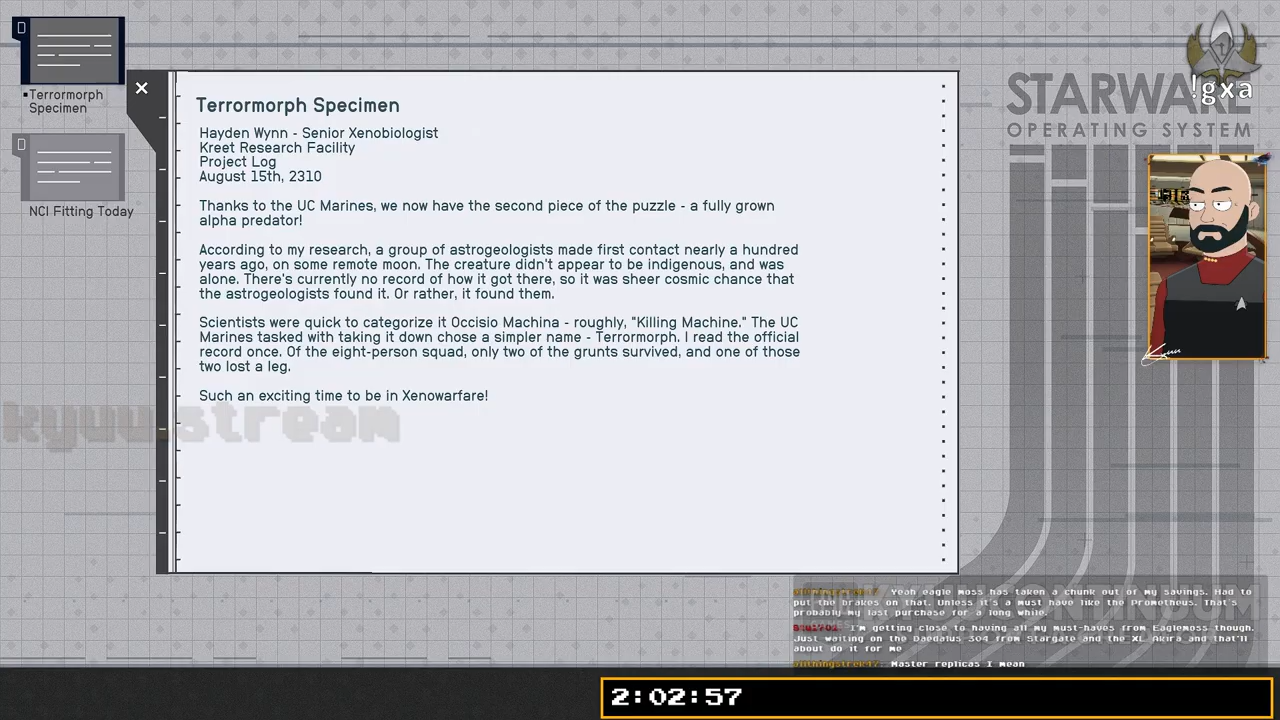 Terrormorph
Specimen
NCI Fitting Today
Terrormorph Specimen
Hayden Wynn - Senior Xenobiologist
Kreet Research Facility
Project Log
August 15th, 2310
Thanks to the UC Marines, we now have the second piece of the puzzle - a fully grown
alpha predator!
According to my research, a group of astrogeologists made first contact nearly a hundred
years ago, on some remote moon. The creature didn't appear to be indigenous, and was
alone. There's currently no record of how it got there, so it was sheer cosmic chance that
the astrogeologists found it. Or rather, it found them.
Scientists were quick to categorize it Occisio Machina - roughly, "Killing Machine." The UC
Marines tasked with taking it down chose a simpler name - Terrormorph. I read the official
record once. Of the eight-person squad, only two of the grunts survived, and one of those
two lost a leg.
Such an exciting time to be in Xenowarfare!
STARWARE
!gxa
OPERATING SYSTEM
kyuu.stream
Yeah eagle moss has taken a chunk out of my savings. Had to
put the brakes on that. Unless it's a must have like the Prometheus. That's
probably my last purchase for a long while.
I'm getting close to having all my must-haves from Eaglemoss though.
Just waiting on the Daedalus 304 from Stargate and the XL Akira and that'll
about do it for me
Master replicas I mean
2:02:57